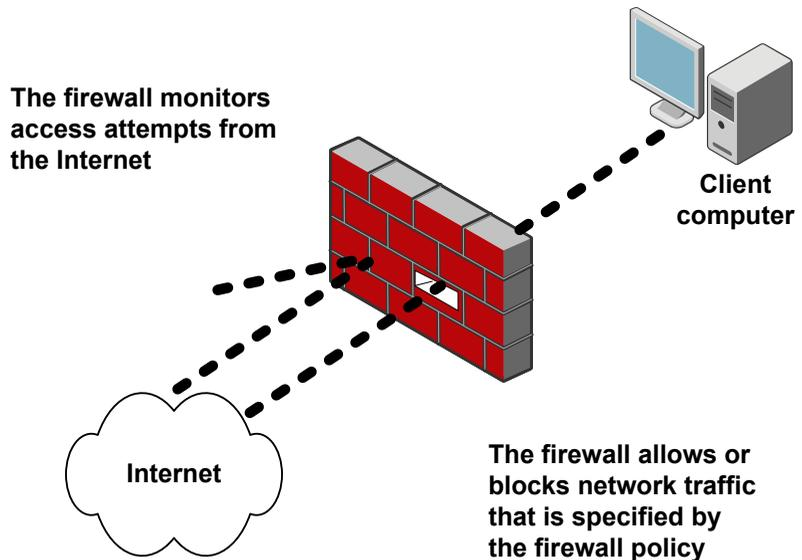 The firewall monitors
access attempts from
the Internet
Client
computer
Internet
The firewall allows or
blocks network traffic
that is specified by
the firewall policy